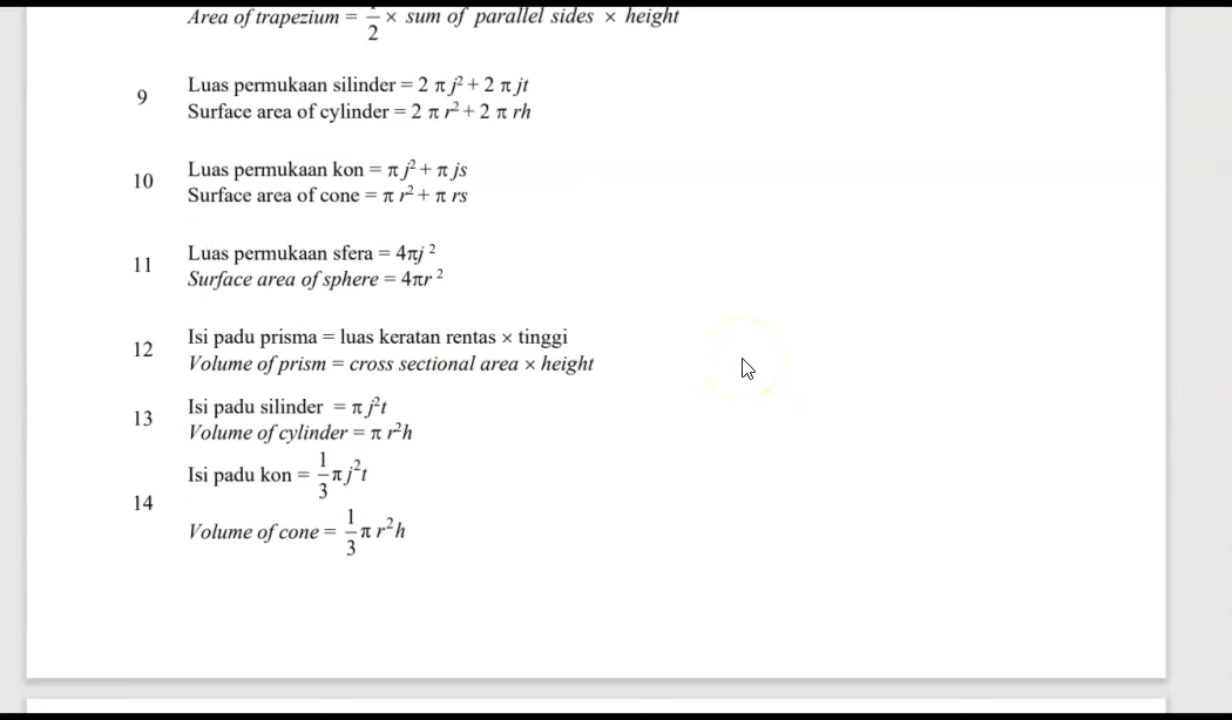 Area of trapezium = 1/2 × sum of parallel sides × height
9
Luas permukaan silinder = 2 π j² + 2 π jt
Surface area of cylinder = 2 π r² + 2 π rh
10
Luas permukaan kon = π j² + π js
Surface area of cone = π r² + π rs
11
Luas permukaan sfera = 4πj ²
Surface area of sphere = 4πr ²
12
Isi padu prisma = luas keratan rentas × tinggi
Volume of prism = cross sectional area × height
13
Isi padu silinder = π j²t
Volume of cylinder = π r²h
14
Isi padu kon = 1/3 π j²t
Volume of cone = 1/3 π r²h